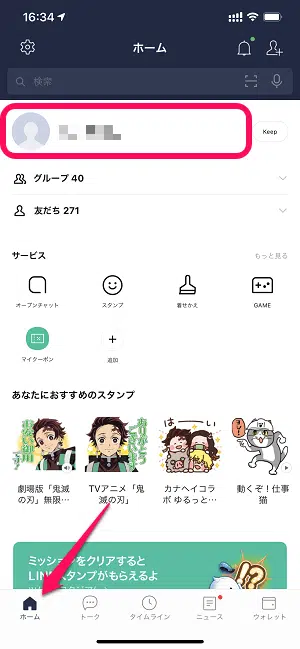 16:34
ホーム
検索
Keep
グループ 40
友だち 271
サービス
もっと見る
オープンチャット
スタンプ
着せかえ
GAME
マイクーポン
追加
あなたにおすすめのスタンプ
劇場版「鬼滅の刃」無限…
TVアニメ「鬼滅の刃」
カナヘイコラボ ゆるっと…
動くぞ！仕事猫
ミッションをクリアすると
LINEスタンプがもらえるよ
ホーム
トーク
タイムライン
ニュース
ウォレット